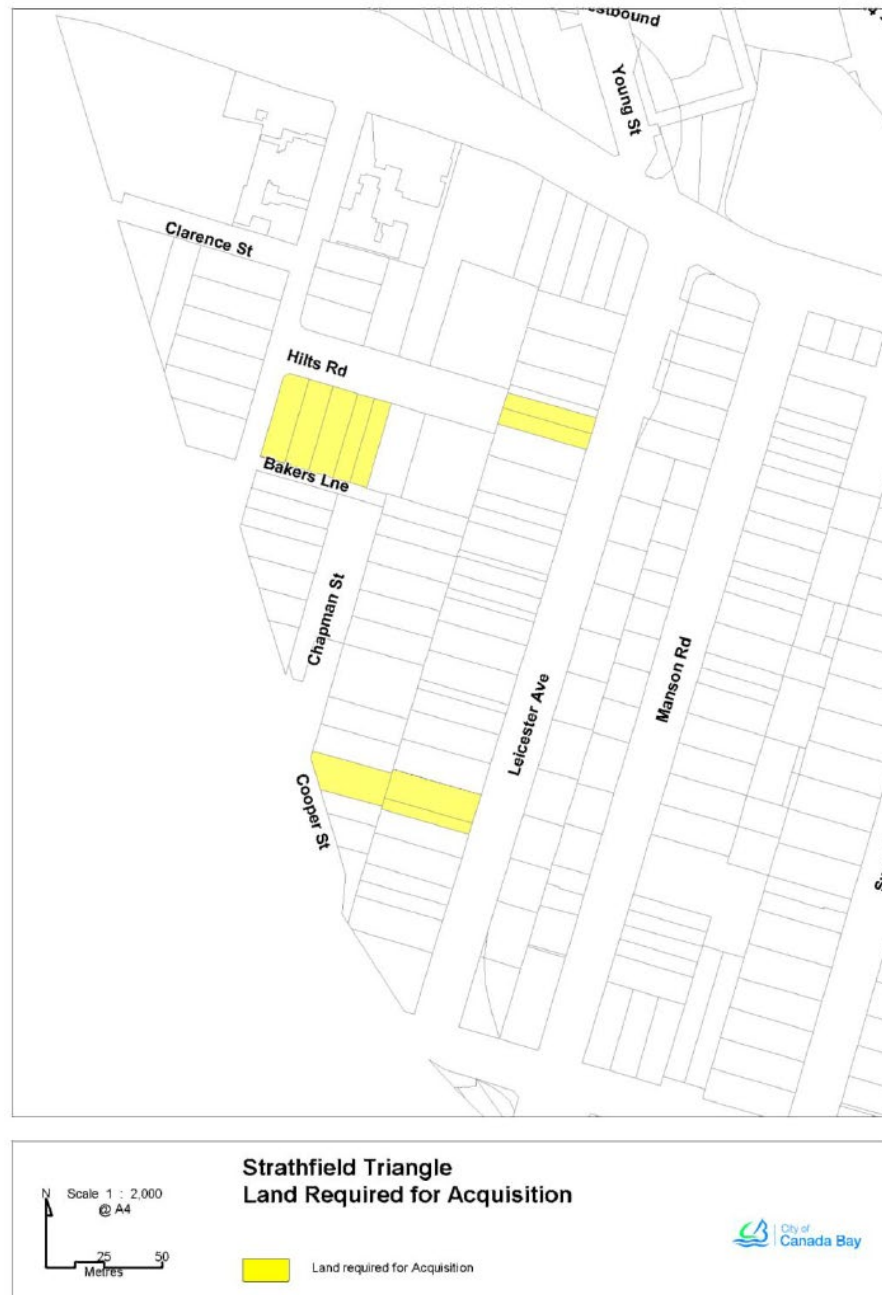 Young St
Clarence St
Hilts Rd
Bakers Lne
Chapman St
Leicester Ave
Manson Rd
Cooper St
Strathfield Triangle
Land Required for Acquisition
N Scale 1 : 2,000
@ A4
25 50
Metres
Land required for Acquisition
City of
Canada Bay